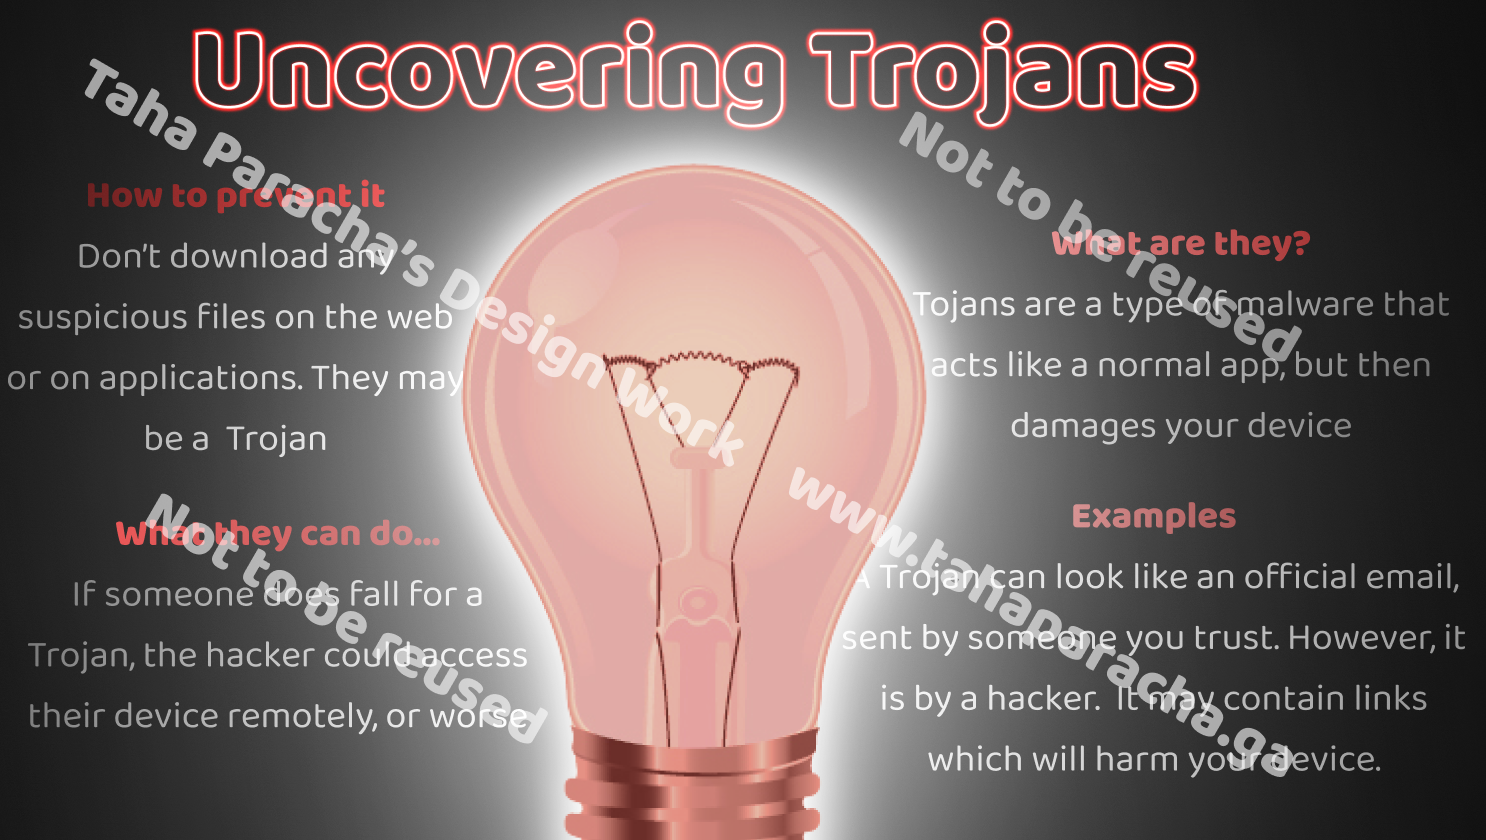 Uncovering Trojans
How to prevent it
Don't download any
suspicious files on the web
or on applications. They may
be a Trojan
What they can do...
If someone does fall for a
Trojan, the hacker could access
their device remotely, or worse
What are they?
Tojans are a type of malware that
acts like a normal app, but then
damages your device
Examples
A Trojan can look like an official email,
sent by someone you trust. However, it
is by a hacker. It may contain links
which will harm your device.
Taha Paracha's Design Work
www.tahaparacha.ga
Not to be reused
Not to be reused